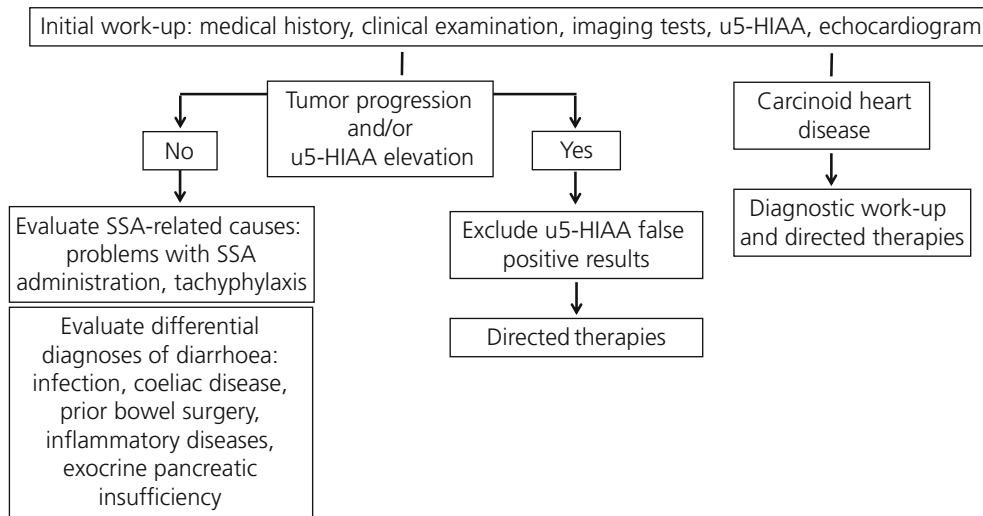 Initial work-up: medical history, clinical examination, imaging tests, u5-HIAA, echocardiogram
Tumor progression
and/or
u5-HIAA elevation
Carcinoid heart
disease
No
Yes
Evaluate SSA-related causes:
problems with SSA
administration, tachyphylaxis
Exclude u5-HIAA false
positive results
Diagnostic work-up
and directed therapies
Evaluate differential
diagnoses of diarrhoea:
infection, coeliac disease,
prior bowel surgery,
inflammatory diseases,
exocrine pancreatic
insufficiency
Directed therapies